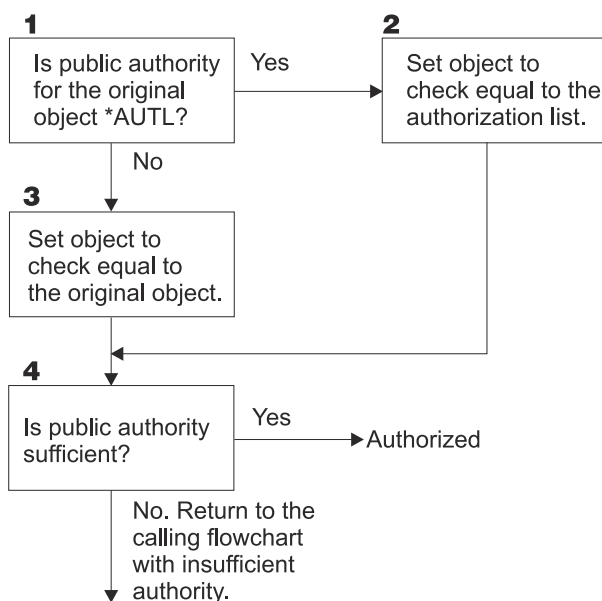 1
Is public authority
for the original
object *AUTL?
Yes
2
Set object to
check equal to the
authorization list.
No
3
Set object to
check equal to
the original object.
4
Is public authority
sufficient?
Yes
Authorized
No. Return to the
calling flowchart
with insufficient
authority.